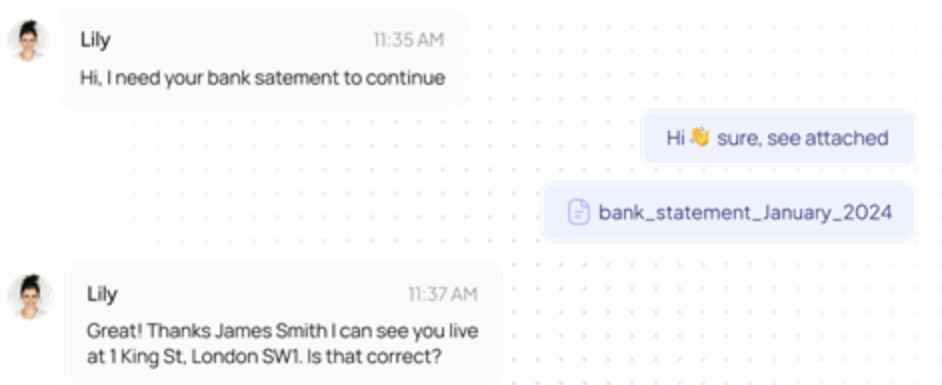 Lily 11:35 AM
Hi, I need your bank satement to continue
Hi 👋 sure, see attached
bank_statement_January_2024
Lily 11:37 AM
Great! Thanks James Smith I can see you live
at 1 King St, London SW1. Is that correct?